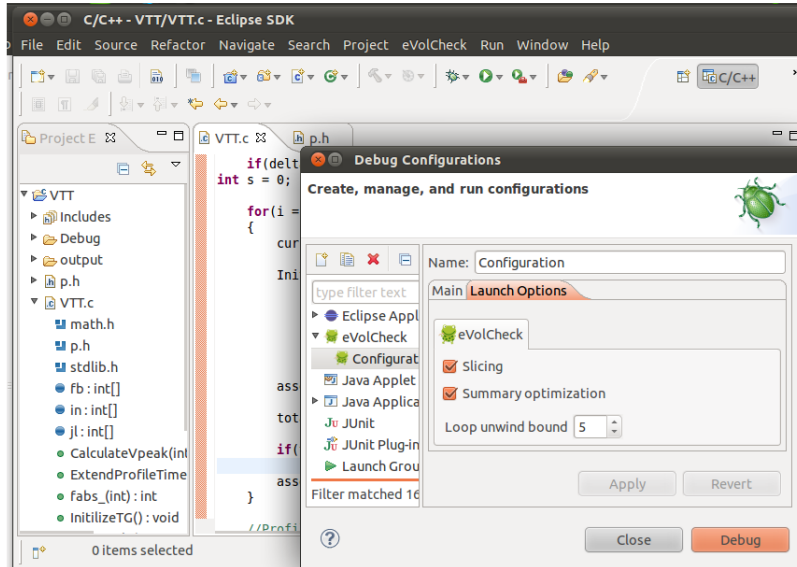 C/C++ - VTT/VTT.c - Eclipse SDK
File Edit Source Refactor Navigate Search Project eVolCheck Run Window Help
C/C++
Project E
VTT.c
p.h
VTT
Includes
Debug
output
p.h
VTT.c
math.h
p.h
stdlib.h
fb : int[]
in : int[]
jl : int[]
CalculateVpeak(int
ExtendProfileTime
fabs_(int) : int
InitilizeTG() : void
0 items selected
if(delt
int s = 0;
for(i =
{
cur
Ini
ass
tot
if(
ass
}
//Profi
Debug Configurations
Create, manage, and run configurations
type filter text
Eclipse Appl
eVolCheck
Configurat
Java Applet
Java Applica
JUnit
JUnit Plug-in
Launch Grou
Filter matched 16
Name: Configuration
Main
Launch Options
eVolCheck
Slicing
Summary optimization
Loop unwind bound 5
Apply Revert
Close Debug